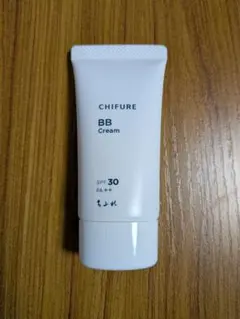 CHIFURE
BB
Cream
SPF 30
PA++
ちふれ